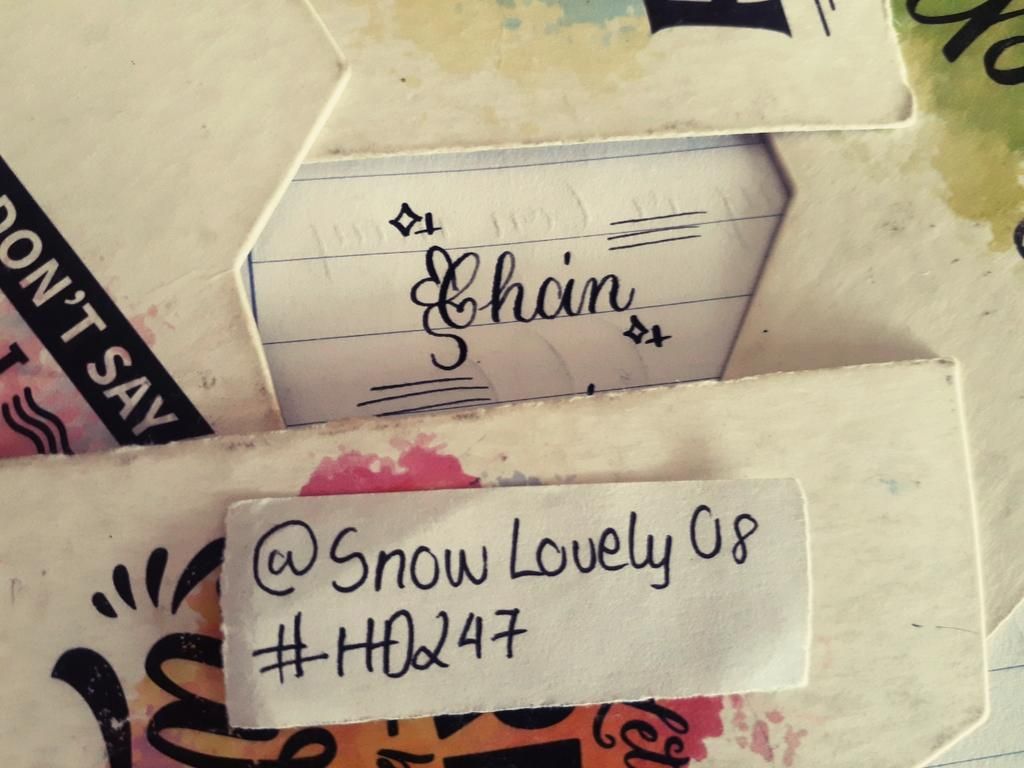 DON'T SAY
Chain
@Snow Lovely 08
#HD247